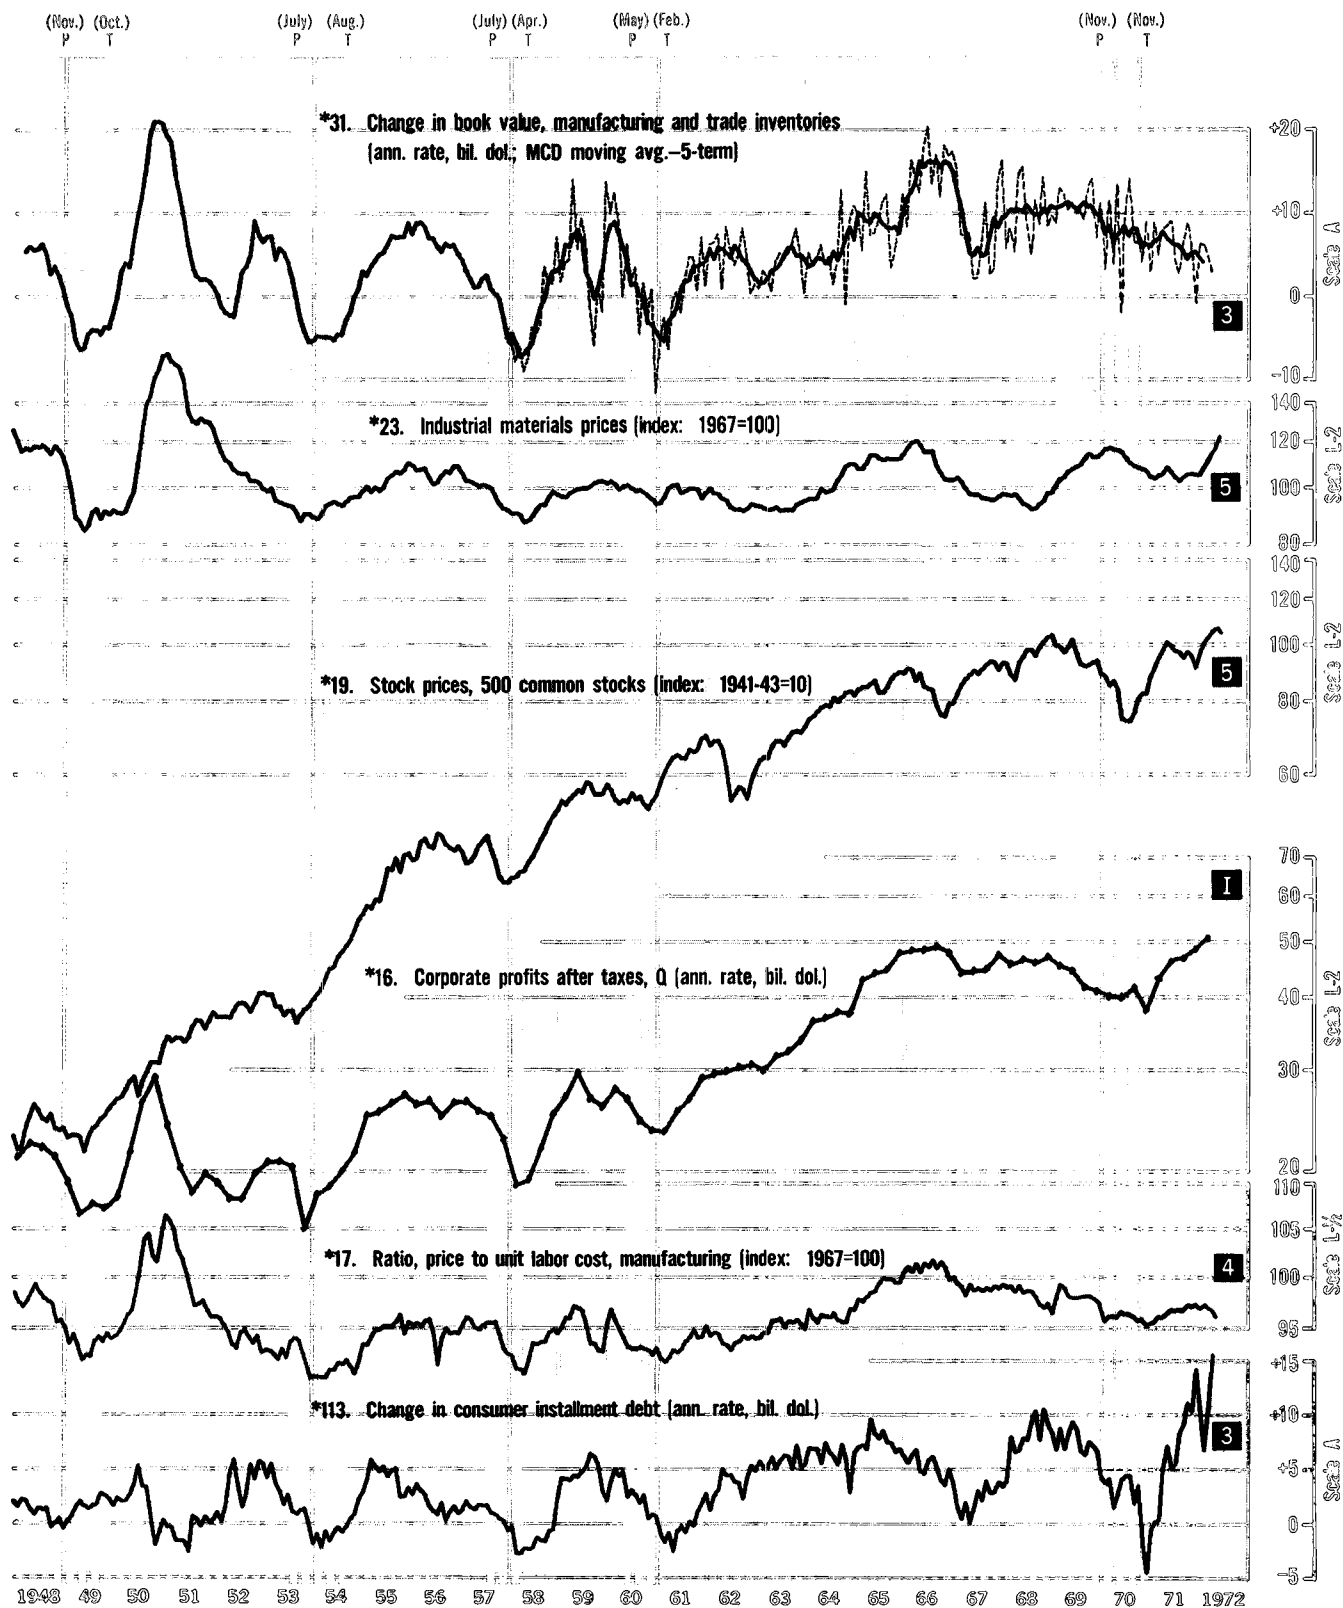 (Nov.) (Oct.) (July) (Aug.) (July) (Apr.) (May) (Feb.) (Nov.) (Nov.)
P T P T P T P T P T
*31. Change in book value, manufacturing and trade inventories
(ann. rate, bil. dol.; MCD moving avg.—5-term)
+20
+10
0
-10
Scale A
3
*23. Industrial materials prices (index: 1967=100)
140
120
100
80
Scale L-2
5
*19. Stock prices, 500 common stocks (index: 1941-43=10)
140
120
100
80
60
Scale L-2
5
*16. Corporate profits after taxes, Q (ann. rate, bil. dol.)
70
60
50
40
30
20
Scale L-2
I
*17. Ratio, price to unit labor cost, manufacturing (index: 1967=100)
110
105
100
95
Scale L-½
4
*113. Change in consumer installment debt (ann. rate, bil. dol.)
+15
+10
+5
0
-5
Scale A
3
1948 49 50 51 52 53 54 55 56 57 58 59 60 61 62 63 64 65 66 67 68 69 70 71 1972